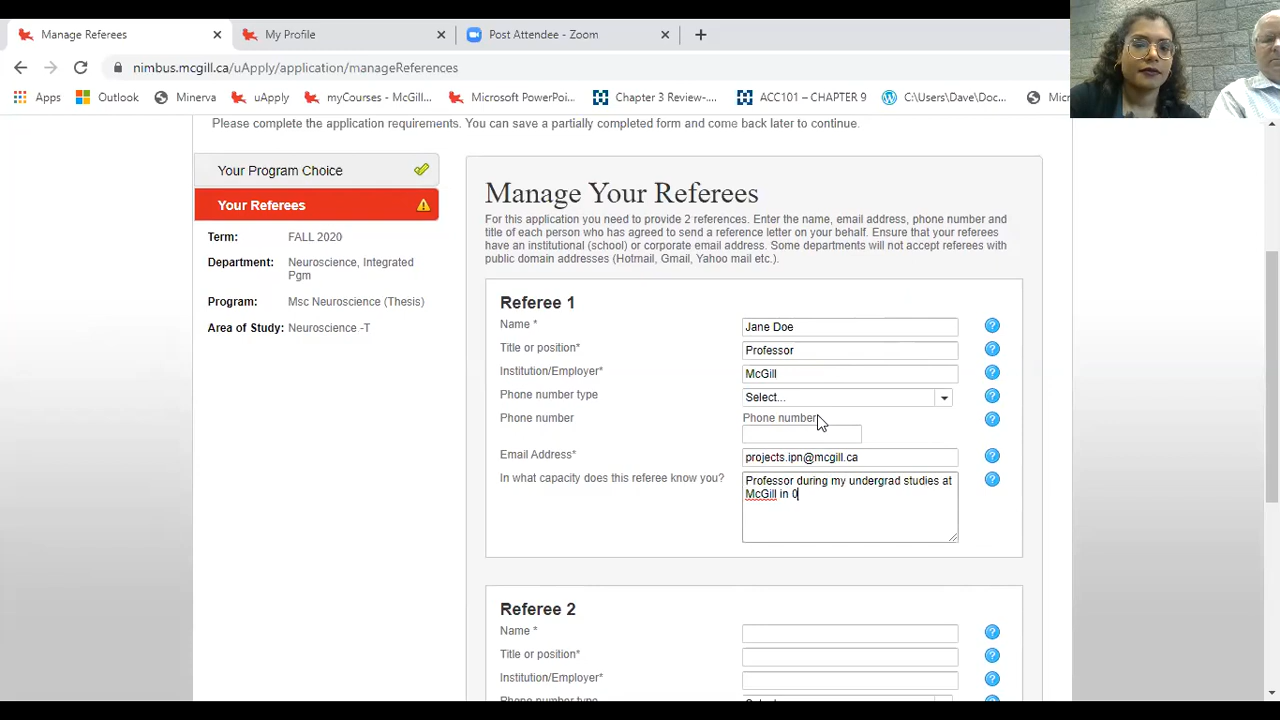 Manage Referees
My Profile
Post Attendee - Zoom
nimbus.mcgill.ca/uApply/application/manageReferences
Apps
Outlook
Minerva
uApply
myCourses - McGill...
Microsoft PowerPoi...
Chapter 3 Review-...
ACC101 – CHAPTER 9
C:\Users\Dave\Doc...
Mic
Please complete the application requirements. You can save a partially completed form and come back later to continue.
Your Program Choice
Your Referees
Term: FALL 2020
Department: Neuroscience, Integrated
Pgm
Program: Msc Neuroscience (Thesis)
Area of Study: Neuroscience -T
Manage Your Referees
For this application you need to provide 2 references. Enter the name, email address, phone number and
title of each person who has agreed to send a reference letter on your behalf. Ensure that your referees
have an institutional (school) or corporate email address. Some departments will not accept referees with
public domain addresses (Hotmail, Gmail, Yahoo mail etc.).
Referee 1
Name * Jane Doe
Title or position* Professor
Institution/Employer* McGill
Phone number type Select...
Phone number Phone number
Email Address* projects.ipn@mcgill.ca
In what capacity does this referee know you? Professor during my undergrad studies at
McGill in 0
Referee 2
Name *
Title or position*
Institution/Employer*
Phone number type